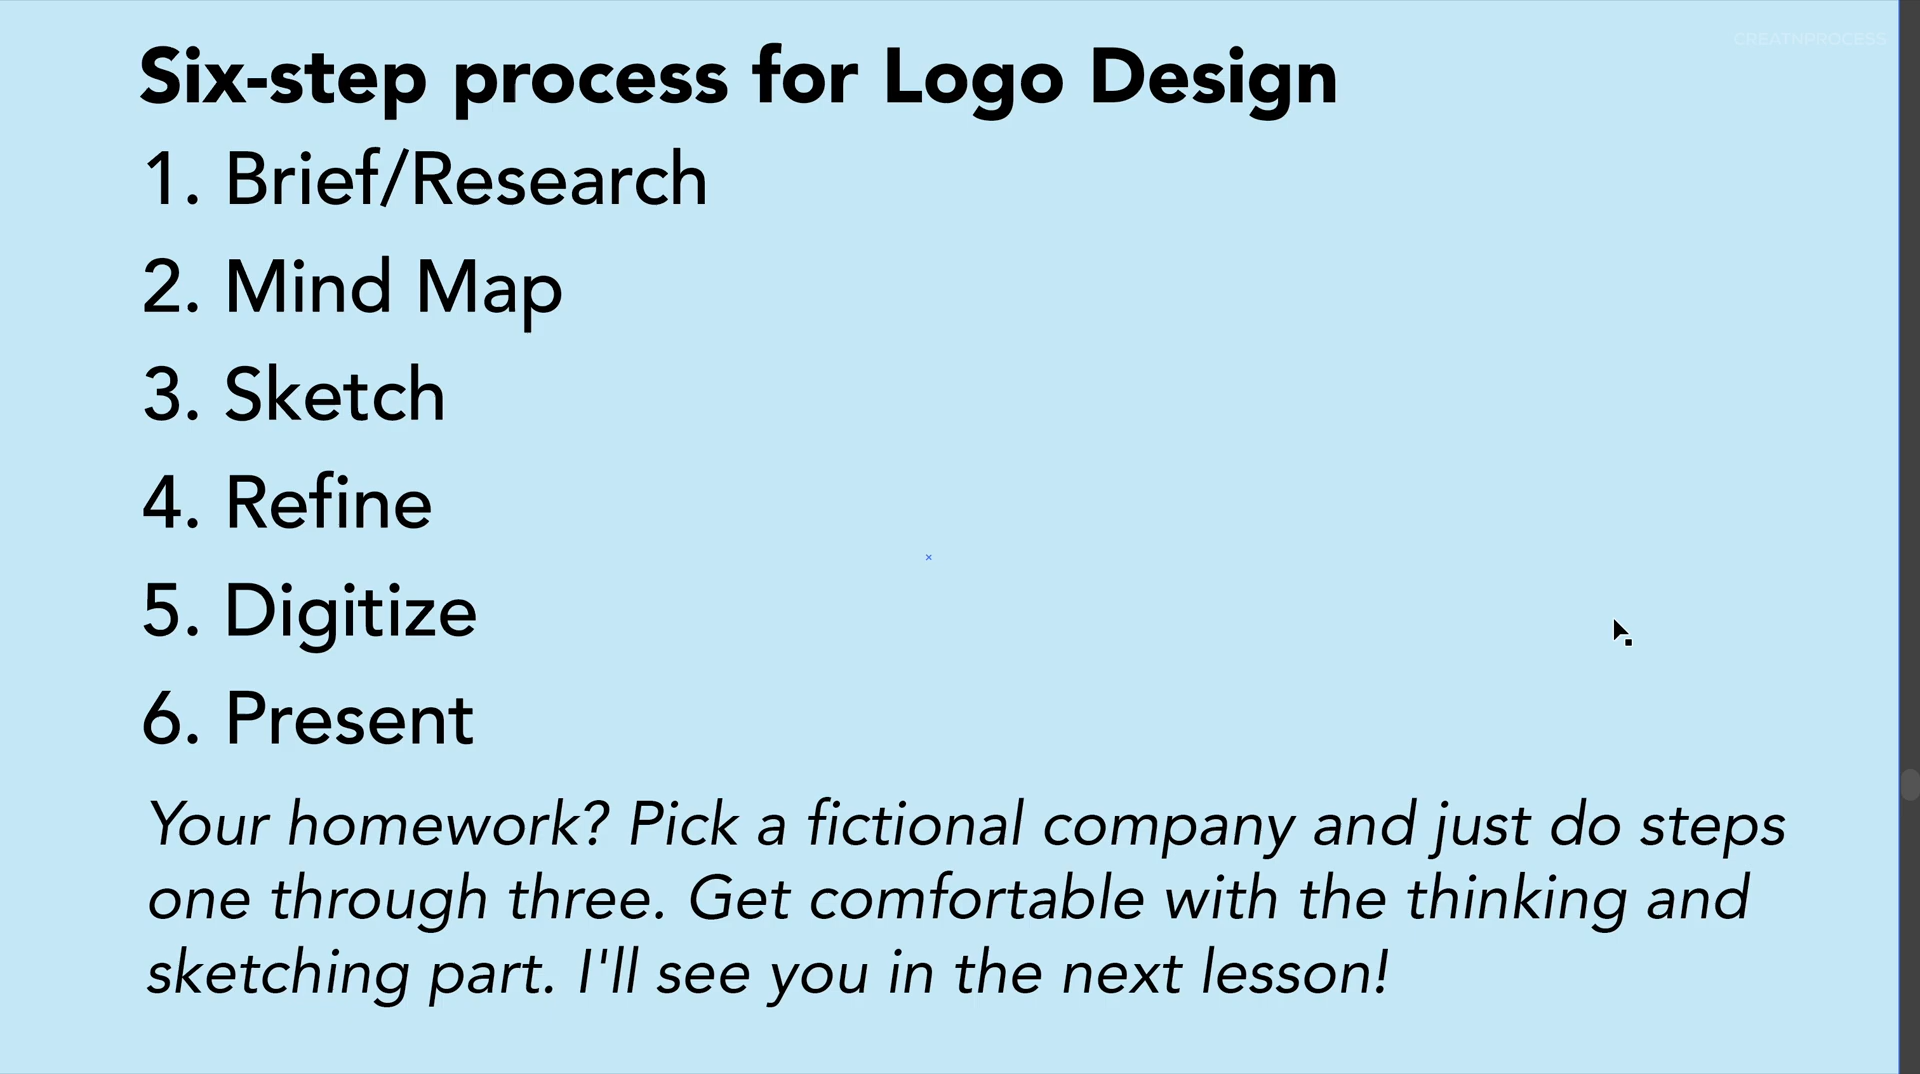 CREATNPROCESS
Six-step process for Logo Design
1. Brief/Research
2. Mind Map
3. Sketch
4. Refine
5. Digitize
6. Present
Your homework? Pick a fictional company and just do steps
one through three. Get comfortable with the thinking and
sketching part. I'll see you in the next lesson!